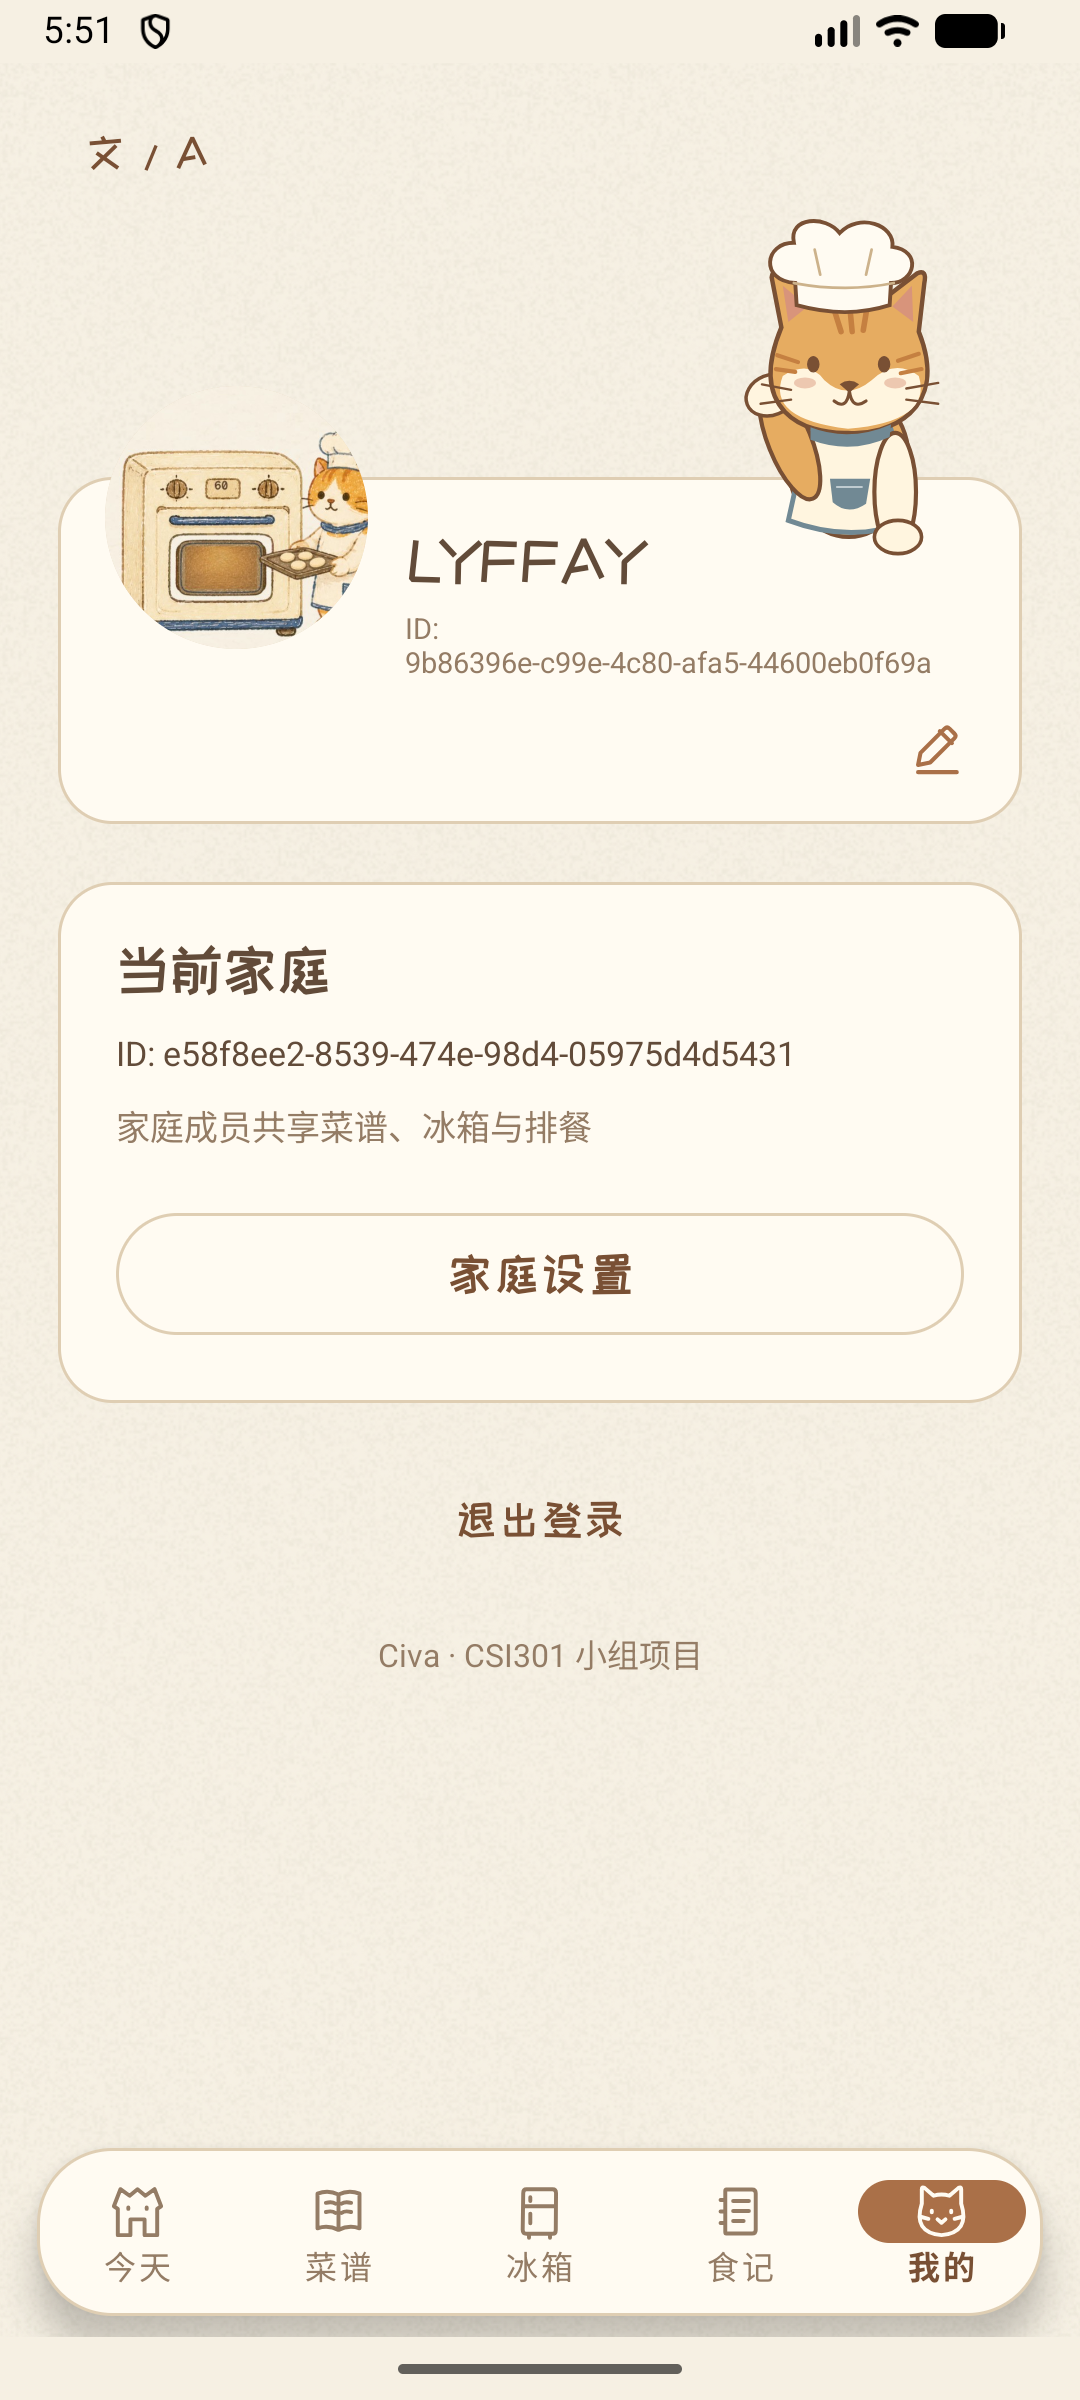 5:51
文 / A
60
LYFFAY
ID:
9b86396e-c99e-4c80-afa5-44600eb0f69a
当前家庭
ID: e58f8ee2-8539-474e-98d4-05975d4d5431
家庭成员共享菜谱、冰箱与排餐
家庭设置
退出登录
Civa · CSI301 小组项目
今天
菜谱
冰箱
食记
我的